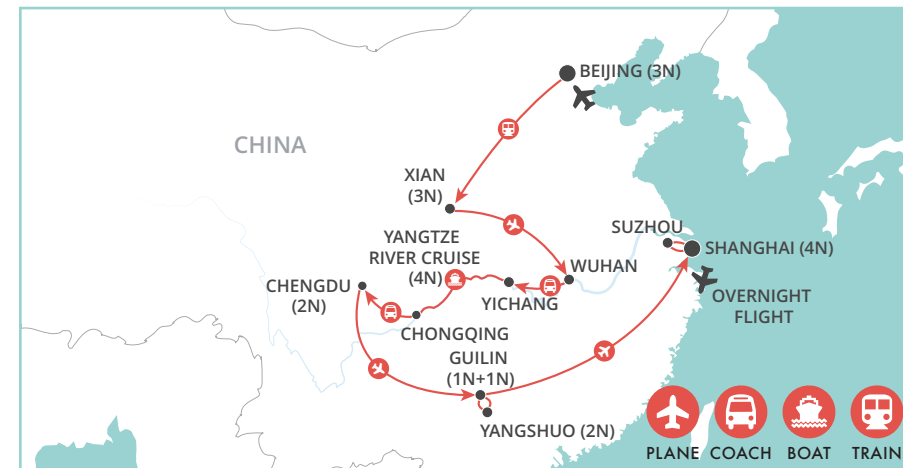 BEIJING (3N)
CHINA
XIAN
(3N)
SUZHOU
SHANGHAI (4N)
YANGTZE
RIVER CRUISE
(4N)
WUHAN
CHENGDU
(2N)
YICHANG
OVERNIGHT
FLIGHT
CHONGQING
GUILIN
(1N+1N)
YANGSHUO (2N)
PLANE COACH BOAT TRAIN